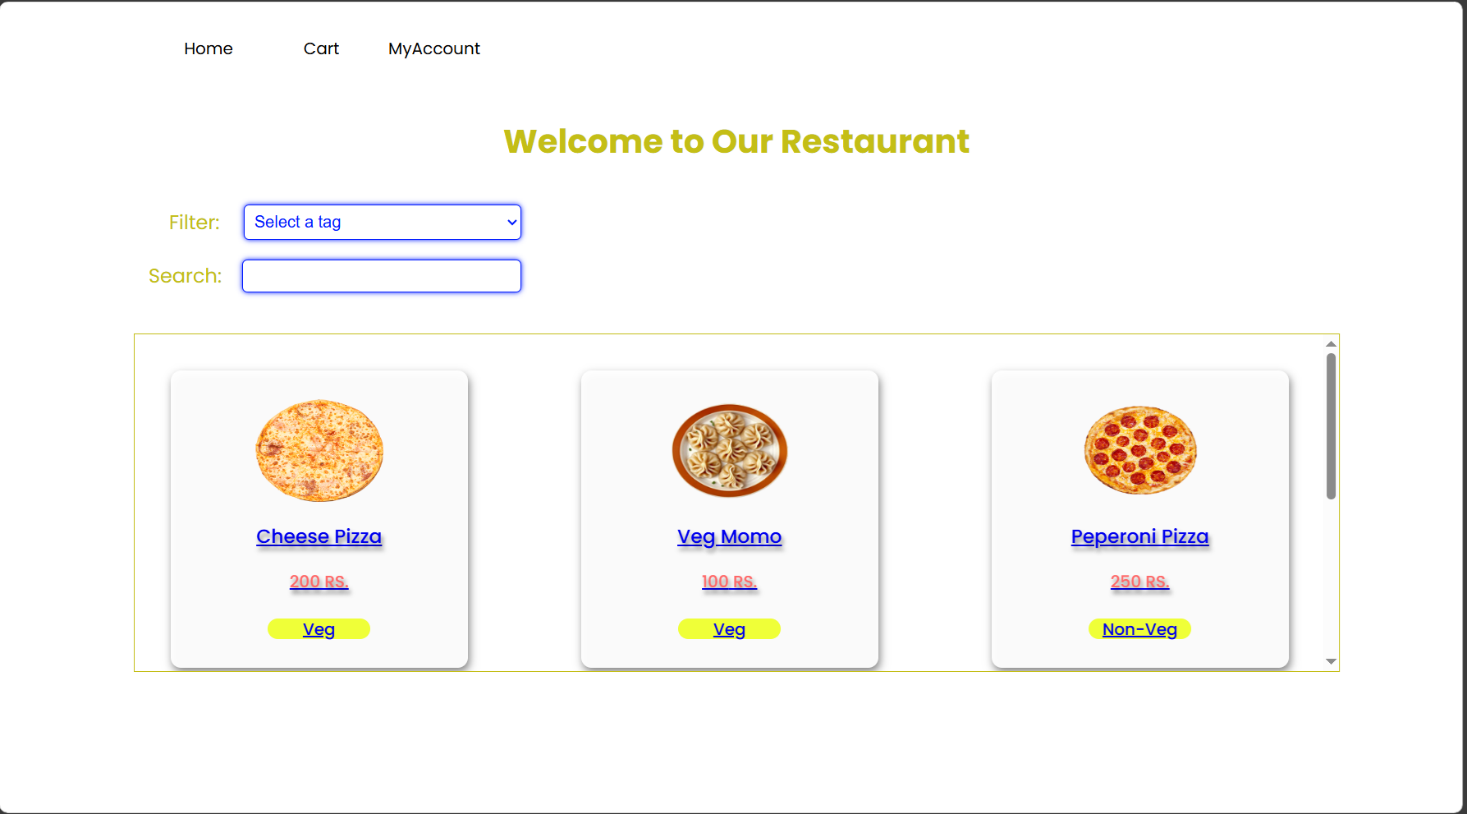 Home Cart MyAccount
Welcome to Our Restaurant
Filter: Select a tag
Search:
Cheese Pizza Veg Momo Peperoni Pizza
200 RS. 100 RS. 250 RS.
Veg Veg Non-Veg